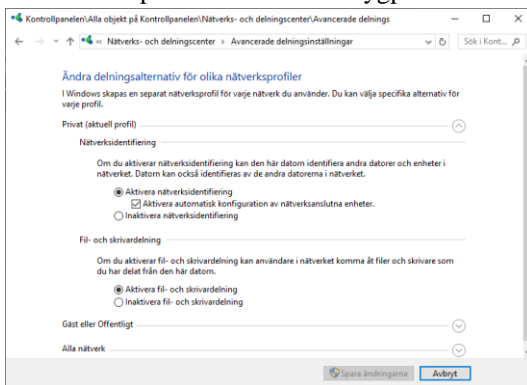 Kontrollpanelen\Alla objekt på Kontrollpanelen\Nätverks- och delningscenter\Avancerade delnings
« Nätverks- och delningscenter > Avancerade delningsinställningar
Sök i Kont...
Ändra delningsalternativ för olika nätverksprofiler
I Windows skapas en separat nätverksprofil för varje nätverk du använder. Du kan välja specifika alternativ för
varje profil.
Privat (aktuell profil)
Nätverksidentifiering
Om du aktiverar nätverksidentifiering kan den här datorn identifiera andra datorer och enheter i
nätverket. Datorn kan också identifieras av de andra datorerna i nätverket.
Aktivera nätverksidentifiering
Aktivera automatisk konfiguration av nätverksanslutna enheter.
Inaktivera nätverksidentifiering
Fil- och skrivardelning
Om du aktiverar fil- och skrivardelning kan användare i nätverket komma åt filer och skrivare som
du har delat från den här datorn.
Aktivera fil- och skrivardelning
Inaktivera fil- och skrivardelning
Gäst eller Offentligt
Alla nätverk
Spara ändringarna
Avbryt